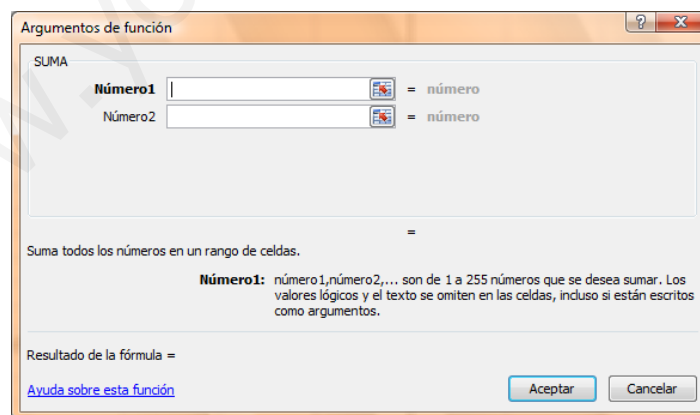 Argumentos de función
SUMA
Número1 = número
Número2 = número
=
Suma todos los números en un rango de celdas.
Número1: número1,número2,... son de 1 a 255 números que se desea sumar. Los
valores lógicos y el texto se omiten en las celdas, incluso si están escritos
como argumentos.
Resultado de la fórmula =
Ayuda sobre esta función
Aceptar Cancelar